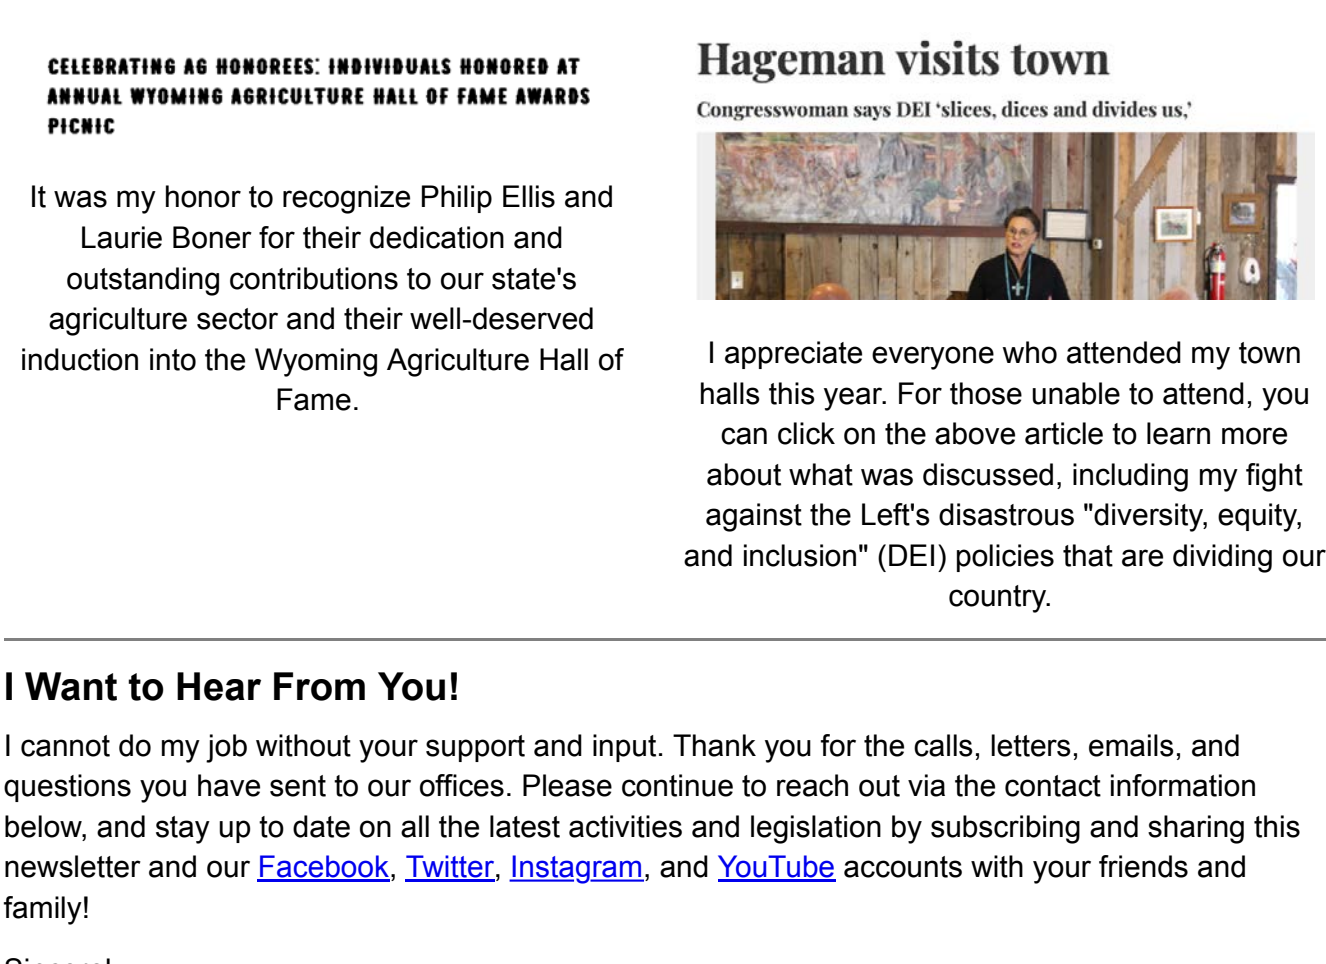 CELEBRATING AG HONOREES: INDIVIDUALS HONORED AT
ANNUAL WYOMING AGRICULTURE HALL OF FAME AWARDS
PICNIC
It was my honor to recognize Philip Ellis and
Laurie Boner for their dedication and
outstanding contributions to our state's
agriculture sector and their well-deserved
induction into the Wyoming Agriculture Hall of
Fame.
Hageman visits town
Congresswoman says DEI ‘slices, dices and divides us,’
I appreciate everyone who attended my town
halls this year. For those unable to attend, you
can click on the above article to learn more
about what was discussed, including my fight
against the Left's disastrous "diversity, equity,
and inclusion" (DEI) policies that are dividing our
country.
I Want to Hear From You!
I cannot do my job without your support and input. Thank you for the calls, letters, emails, and
questions you have sent to our offices. Please continue to reach out via the contact information
below, and stay up to date on all the latest activities and legislation by subscribing and sharing this
newsletter and our Facebook, Twitter, Instagram, and YouTube accounts with your friends and
family!